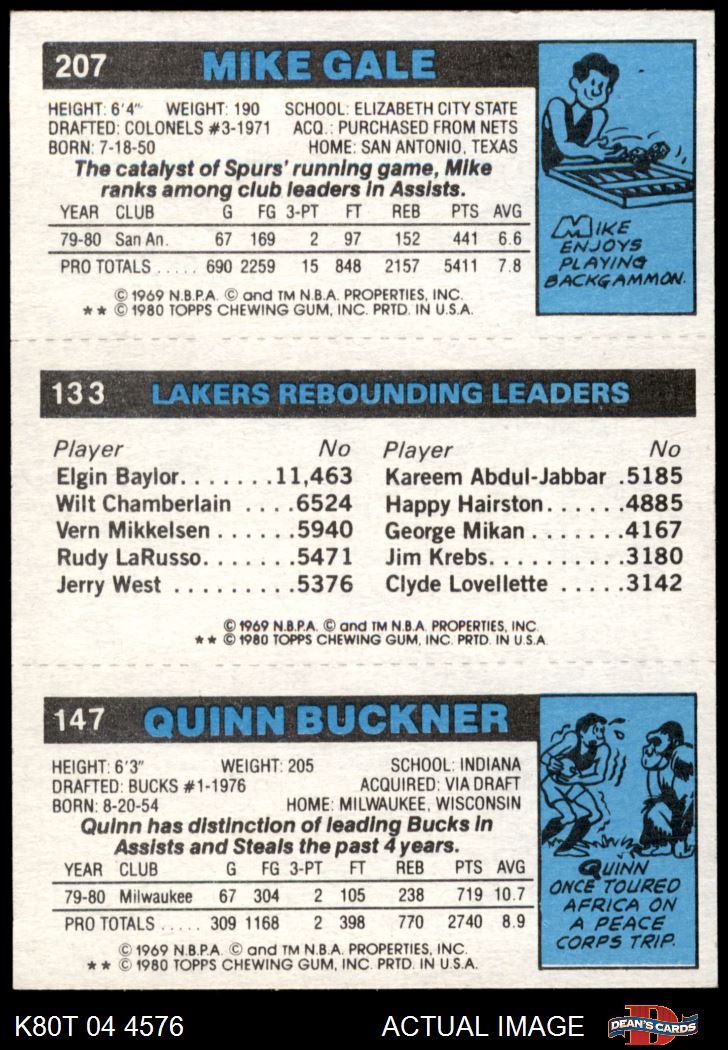 207 MIKE GALE
HEIGHT: 6'4" WEIGHT: 190 SCHOOL: ELIZABETH CITY STATE
DRAFTED: COLONELS #3-1971 ACQ.: PURCHASED FROM NETS
BORN: 7-18-50 HOME: SAN ANTONIO, TEXAS
The catalyst of Spurs' running game, Mike
ranks among club leaders in Assists.
YEAR CLUB G FG 3-PT FT REB PTS AVG
79-80 San An. 67 169 2 97 152 441 6.6
PRO TOTALS ..... 690 2259 15 848 2157 5411 7.8
© 1969 N.B.P.A. © and TM N.B.A. PROPERTIES, INC.
** © 1980 TOPPS CHEWING GUM, INC. PRTD. IN U.S.A.
MIKE
ENJOYS
PLAYING
BACKGAMMON.
133 LAKERS REBOUNDING LEADERS
Player No Player No
Elgin Baylor.......11,463 Kareem Abdul-Jabbar .5185
Wilt Chamberlain ....6524 Happy Hairston......4885
Vern Mikkelsen ......5940 George Mikan .......4167
Rudy LaRusso.......5471 Jim Krebs..........3180
Jerry West .........5376 Clyde Lovellette .....3142
© 1969 N.B.P.A. © and TM N.B.A. PROPERTIES, INC.
** © 1980 TOPPS CHEWING GUM, INC. PRTD. IN U.S.A.
147 QUINN BUCKNER
HEIGHT: 6'3" WEIGHT: 205 SCHOOL: INDIANA
DRAFTED: BUCKS #1-1976 ACQUIRED: VIA DRAFT
BORN: 8-20-54 HOME: MILWAUKEE, WISCONSIN
Quinn has distinction of leading Bucks in
Assists and Steals the past 4 years.
YEAR CLUB G FG 3-PT FT REB PTS AVG
79-80 Milwaukee 67 304 2 105 238 719 10.7
PRO TOTALS ..... 309 1168 2 398 770 2740 8.9
© 1969 N.B.P.A. © and TM N.B.A. PROPERTIES, INC.
** © 1980 TOPPS CHEWING GUM, INC. PRTD. IN U.S.A.
QUINN
ONCE TOURED
AFRICA ON
A PEACE
CORPS TRIP.
K80T 04 4576 ACTUAL IMAGE D DEAN'S CARDS